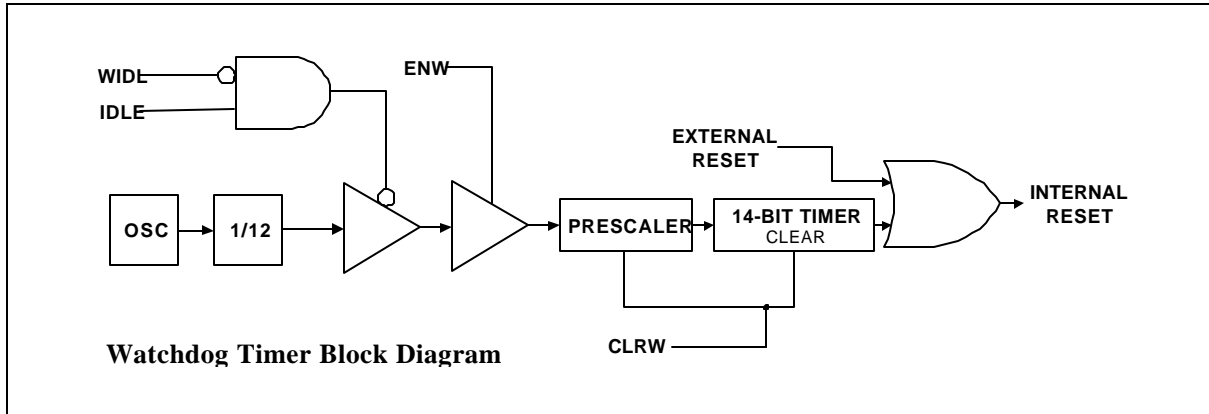 WIDL
IDLE
ENW
EXTERNAL
RESET
INTERNAL
RESET
OSC
1/12
PRESCALER
14-BIT TIMER
CLEAR
CLRW
Watchdog Timer Block Diagram